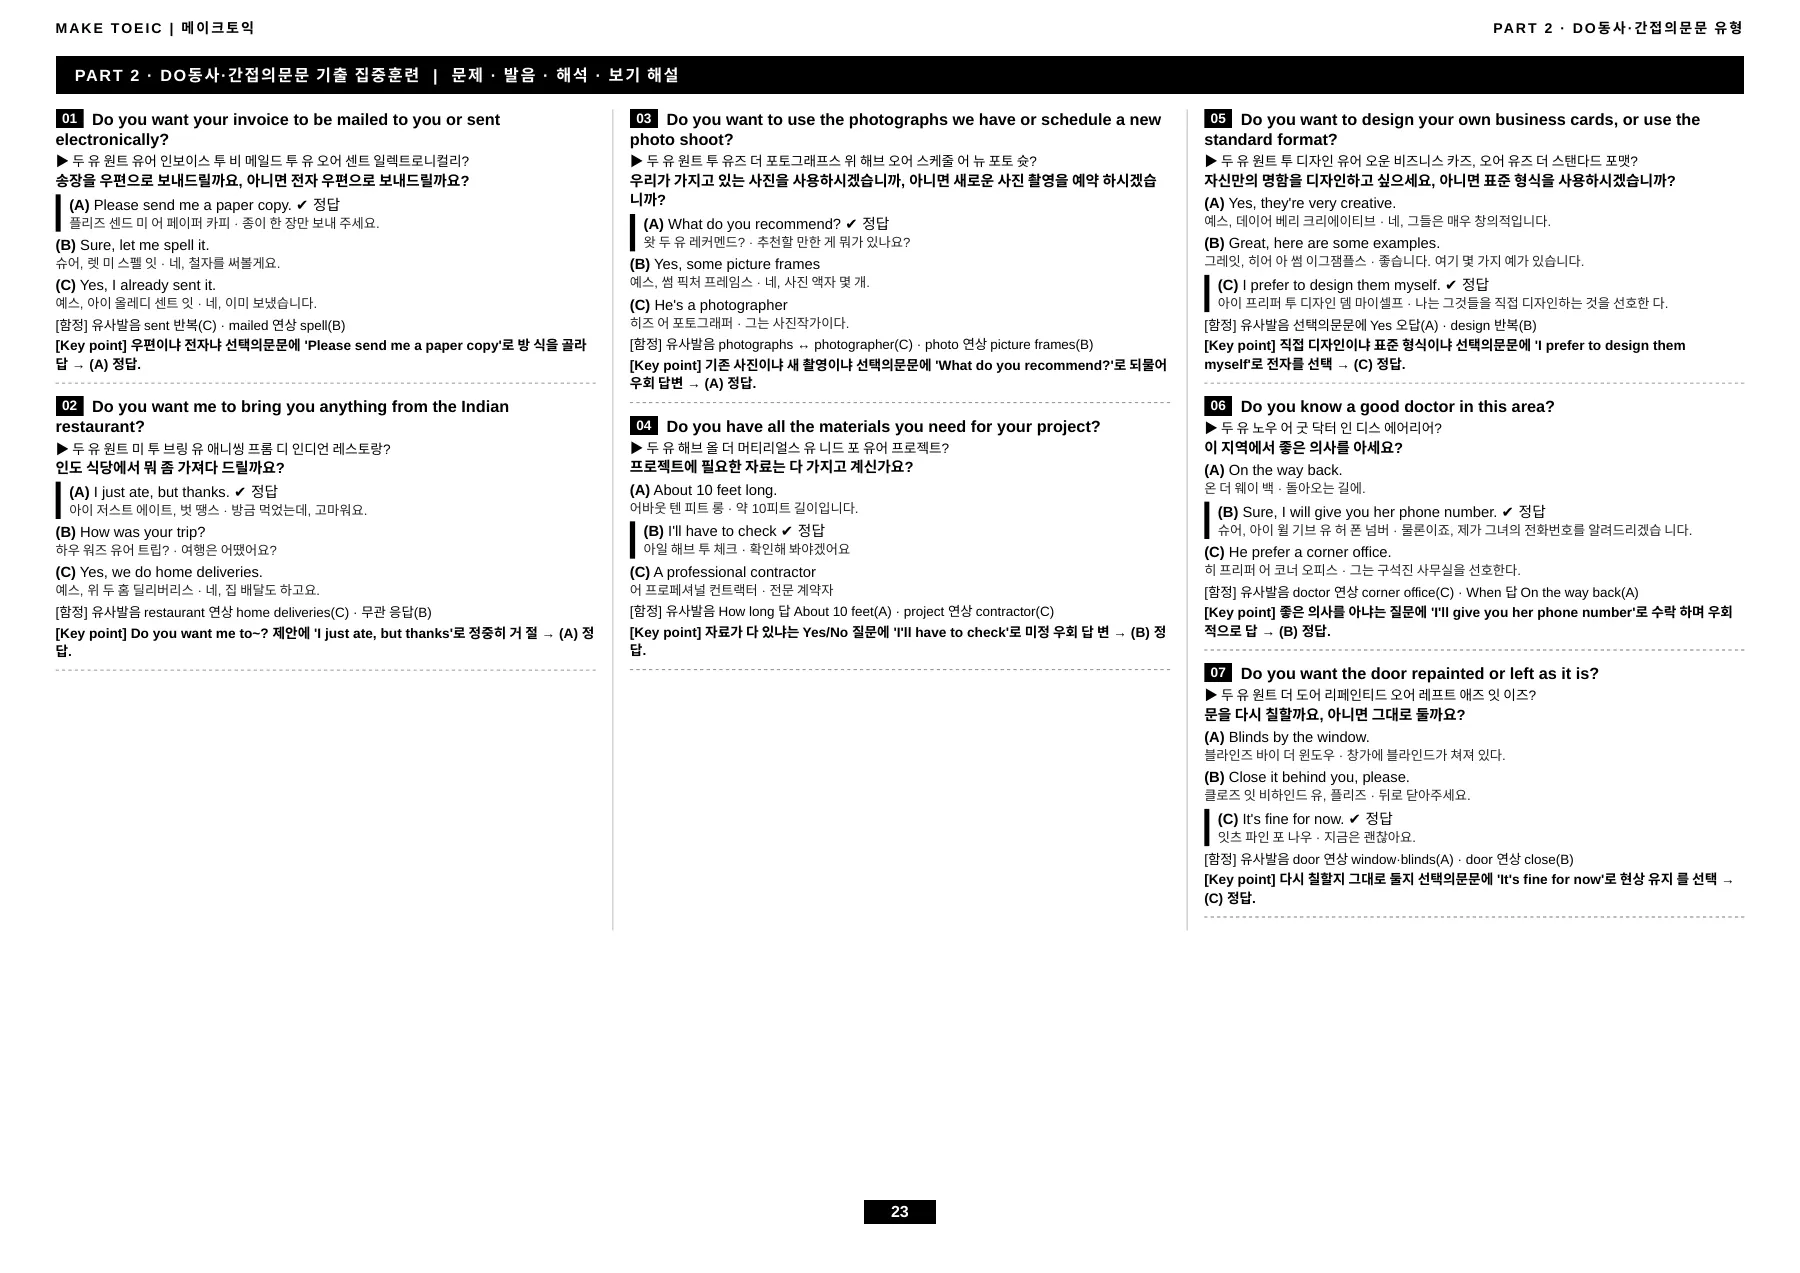 MAKE TOEIC | 메이크토익
PART 2 · DO동사·간접의문문 유형
PART 2 · DO동사·간접의문문 기출 집중훈련 | 문제 · 발음 · 해석 · 보기 해설
01 Do you want your invoice to be mailed to you or sent
electronically?
▶ 두 유 원트 유어 인보이스 투 비 메일드 투 유 오어 센트 일렉트로니컬리?
송장을 우편으로 보내드릴까요, 아니면 전자 우편으로 보내드릴까요?
(A) Please send me a paper copy. ✔ 정답
플리즈 센드 미 어 페이퍼 카피 · 종이 한 장만 보내 주세요.
(B) Sure, let me spell it.
슈어, 렛 미 스펠 잇 · 네, 철자를 써볼게요.
(C) Yes, I already sent it.
예스, 아이 올레디 센트 잇 · 네, 이미 보냈습니다.
[함정] 유사발음 sent 반복(C) · mailed 연상 spell(B)
[Key point] 우편이냐 전자냐 선택의문문에 'Please send me a paper copy'로 방 식을 골라
답 → (A) 정답.
02 Do you want me to bring you anything from the Indian
restaurant?
▶ 두 유 원트 미 투 브링 유 애니씽 프롬 디 인디언 레스토랑?
인도 식당에서 뭐 좀 가져다 드릴까요?
(A) I just ate, but thanks. ✔ 정답
아이 저스트 에이트, 벗 땡스 · 방금 먹었는데, 고마워요.
(B) How was your trip?
하우 워즈 유어 트립? · 여행은 어땠어요?
(C) Yes, we do home deliveries.
예스, 위 두 홈 딜리버리스 · 네, 집 배달도 하고요.
[함정] 유사발음 restaurant 연상 home deliveries(C) · 무관 응답(B)
[Key point] Do you want me to~? 제안에 'I just ate, but thanks'로 정중히 거 절 → (A) 정
답.
03 Do you want to use the photographs we have or schedule a new
photo shoot?
▶ 두 유 원트 투 유즈 더 포토그래프스 위 해브 오어 스케줄 어 뉴 포토 슛?
우리가 가지고 있는 사진을 사용하시겠습니까, 아니면 새로운 사진 촬영을 예약 하시겠습
니까?
(A) What do you recommend? ✔ 정답
왓 두 유 레커멘드? · 추천할 만한 게 뭐가 있나요?
(B) Yes, some picture frames
예스, 썸 픽처 프레임스 · 네, 사진 액자 몇 개.
(C) He's a photographer
히즈 어 포토그래퍼 · 그는 사진작가이다.
[함정] 유사발음 photographs ↔ photographer(C) · photo 연상 picture frames(B)
[Key point] 기존 사진이냐 새 촬영이냐 선택의문문에 'What do you recommend?'로 되물어
우회 답변 → (A) 정답.
04 Do you have all the materials you need for your project?
▶ 두 유 해브 올 더 머티리얼스 유 니드 포 유어 프로젝트?
프로젝트에 필요한 자료는 다 가지고 계신가요?
(A) About 10 feet long.
어바웃 텐 피트 롱 · 약 10피트 길이입니다.
(B) I'll have to check ✔ 정답
아일 해브 투 체크 · 확인해 봐야겠어요
(C) A professional contractor
어 프로페셔널 컨트랙터 · 전문 계약자
[함정] 유사발음 How long 답 About 10 feet(A) · project 연상 contractor(C)
[Key point] 자료가 다 있냐는 Yes/No 질문에 'I'll have to check'로 미정 우회 답 변 → (B) 정
답.
05 Do you want to design your own business cards, or use the
standard format?
▶ 두 유 원트 투 디자인 유어 오운 비즈니스 카즈, 오어 유즈 더 스탠다드 포맷?
자신만의 명함을 디자인하고 싶으세요, 아니면 표준 형식을 사용하시겠습니까?
(A) Yes, they're very creative.
예스, 데이어 베리 크리에이티브 · 네, 그들은 매우 창의적입니다.
(B) Great, here are some examples.
그레잇, 히어 아 썸 이그잼플스 · 좋습니다. 여기 몇 가지 예가 있습니다.
(C) I prefer to design them myself. ✔ 정답
아이 프리퍼 투 디자인 뎀 마이셀프 · 나는 그것들을 직접 디자인하는 것을 선호한 다.
[함정] 유사발음 선택의문문에 Yes 오답(A) · design 반복(B)
[Key point] 직접 디자인이냐 표준 형식이냐 선택의문문에 'I prefer to design them
myself'로 전자를 선택 → (C) 정답.
06 Do you know a good doctor in this area?
▶ 두 유 노우 어 굿 닥터 인 디스 에어리어?
이 지역에서 좋은 의사를 아세요?
(A) On the way back.
온 더 웨이 백 · 돌아오는 길에.
(B) Sure, I will give you her phone number. ✔ 정답
슈어, 아이 윌 기브 유 허 폰 넘버 · 물론이죠, 제가 그녀의 전화번호를 알려드리겠습 니다.
(C) He prefer a corner office.
히 프리퍼 어 코너 오피스 · 그는 구석진 사무실을 선호한다.
[함정] 유사발음 doctor 연상 corner office(C) · When 답 On the way back(A)
[Key point] 좋은 의사를 아냐는 질문에 'I'll give you her phone number'로 수락 하며 우회
적으로 답 → (B) 정답.
07 Do you want the door repainted or left as it is?
▶ 두 유 원트 더 도어 리페인티드 오어 레프트 애즈 잇 이즈?
문을 다시 칠할까요, 아니면 그대로 둘까요?
(A) Blinds by the window.
블라인즈 바이 더 윈도우 · 창가에 블라인드가 쳐져 있다.
(B) Close it behind you, please.
클로즈 잇 비하인드 유, 플리즈 · 뒤로 닫아주세요.
(C) It's fine for now. ✔ 정답
잇츠 파인 포 나우 · 지금은 괜찮아요.
[함정] 유사발음 door 연상 window·blinds(A) · door 연상 close(B)
[Key point] 다시 칠할지 그대로 둘지 선택의문문에 'It's fine for now'로 현상 유지 를 선택 →
(C) 정답.
23